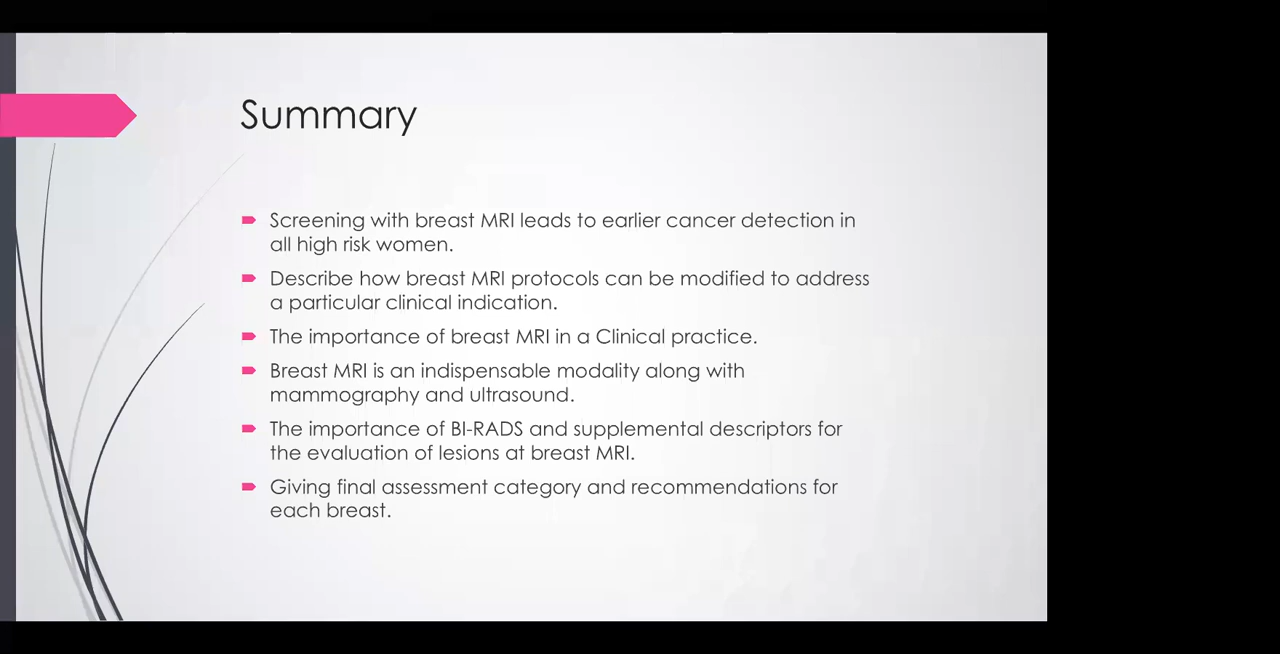 Summary
Screening with breast MRI leads to earlier cancer detection in
all high risk women.
Describe how breast MRI protocols can be modified to address
a particular clinical indication.
The importance of breast MRI in a Clinical practice.
Breast MRI is an indispensable modality along with
mammography and ultrasound.
The importance of BI-RADS and supplemental descriptors for
the evaluation of lesions at breast MRI.
Giving final assessment category and recommendations for
each breast.